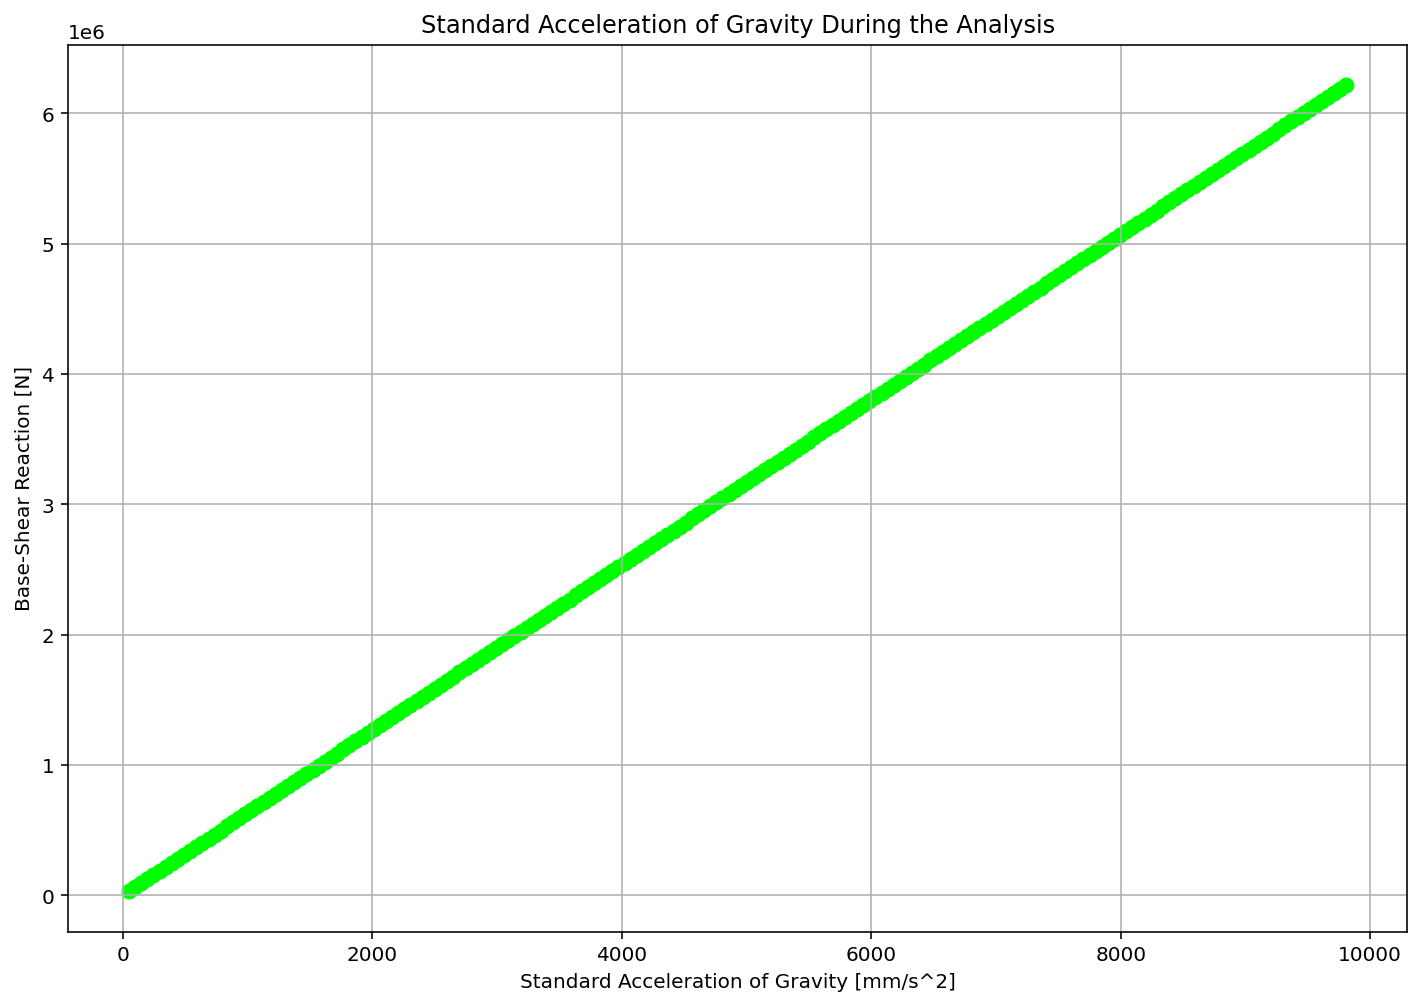 Standard Acceleration of Gravity During the Analysis
1e6
6
5
4
3
2
1
0
Base-Shear Reaction [N]
0 2000 4000 6000 8000 10000
Standard Acceleration of Gravity [mm/s^2]